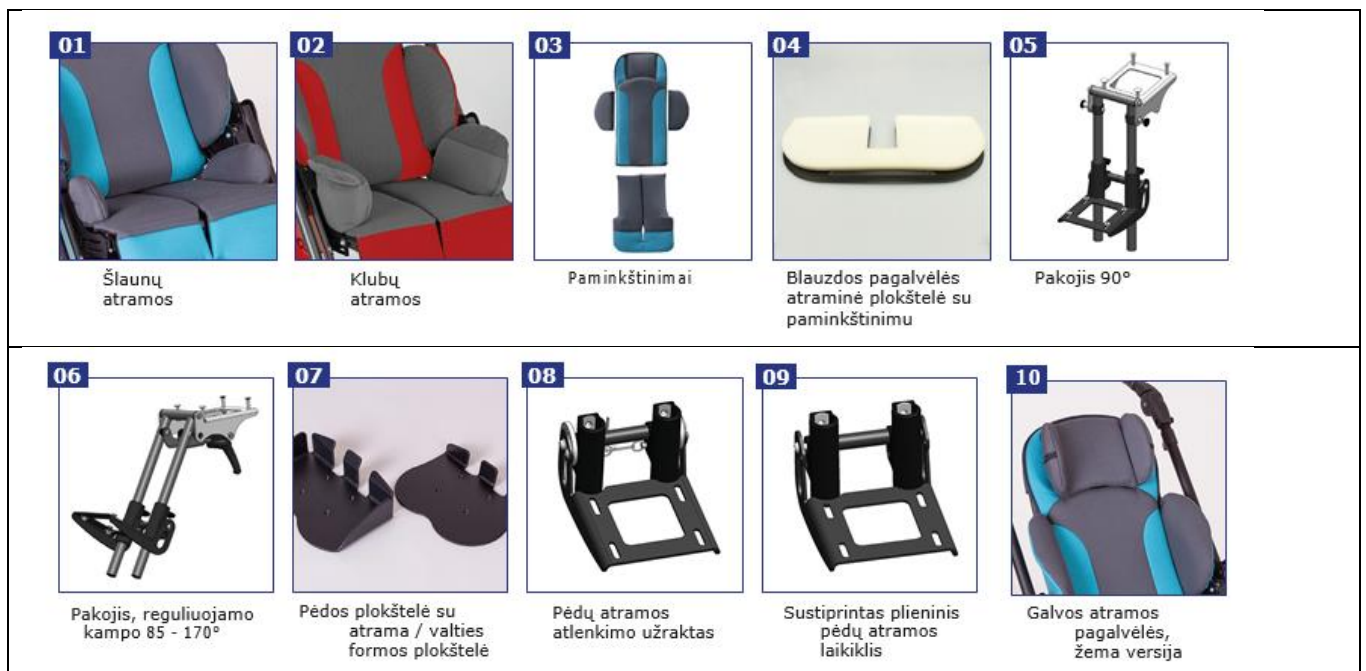 01
02
03
04
05
Šlaunų
atramos
Klubų
atramos
Paminkštinimai
Blauzdos pagalvėlės
atraminė plokštelė su
paminkštinimu
Pakojis 90°
06
07
08
09
10
Pakojis, reguliuojamo
kampo 85 - 170°
Pėdos plokštelė su
atrama / valties
formos plokštelė
Pėdų atramos
atlenkimo užraktas
Sustiprintas plieninis
pėdų atramos
laikiklis
Galvos atramos
pagalvėlės,
žema versija